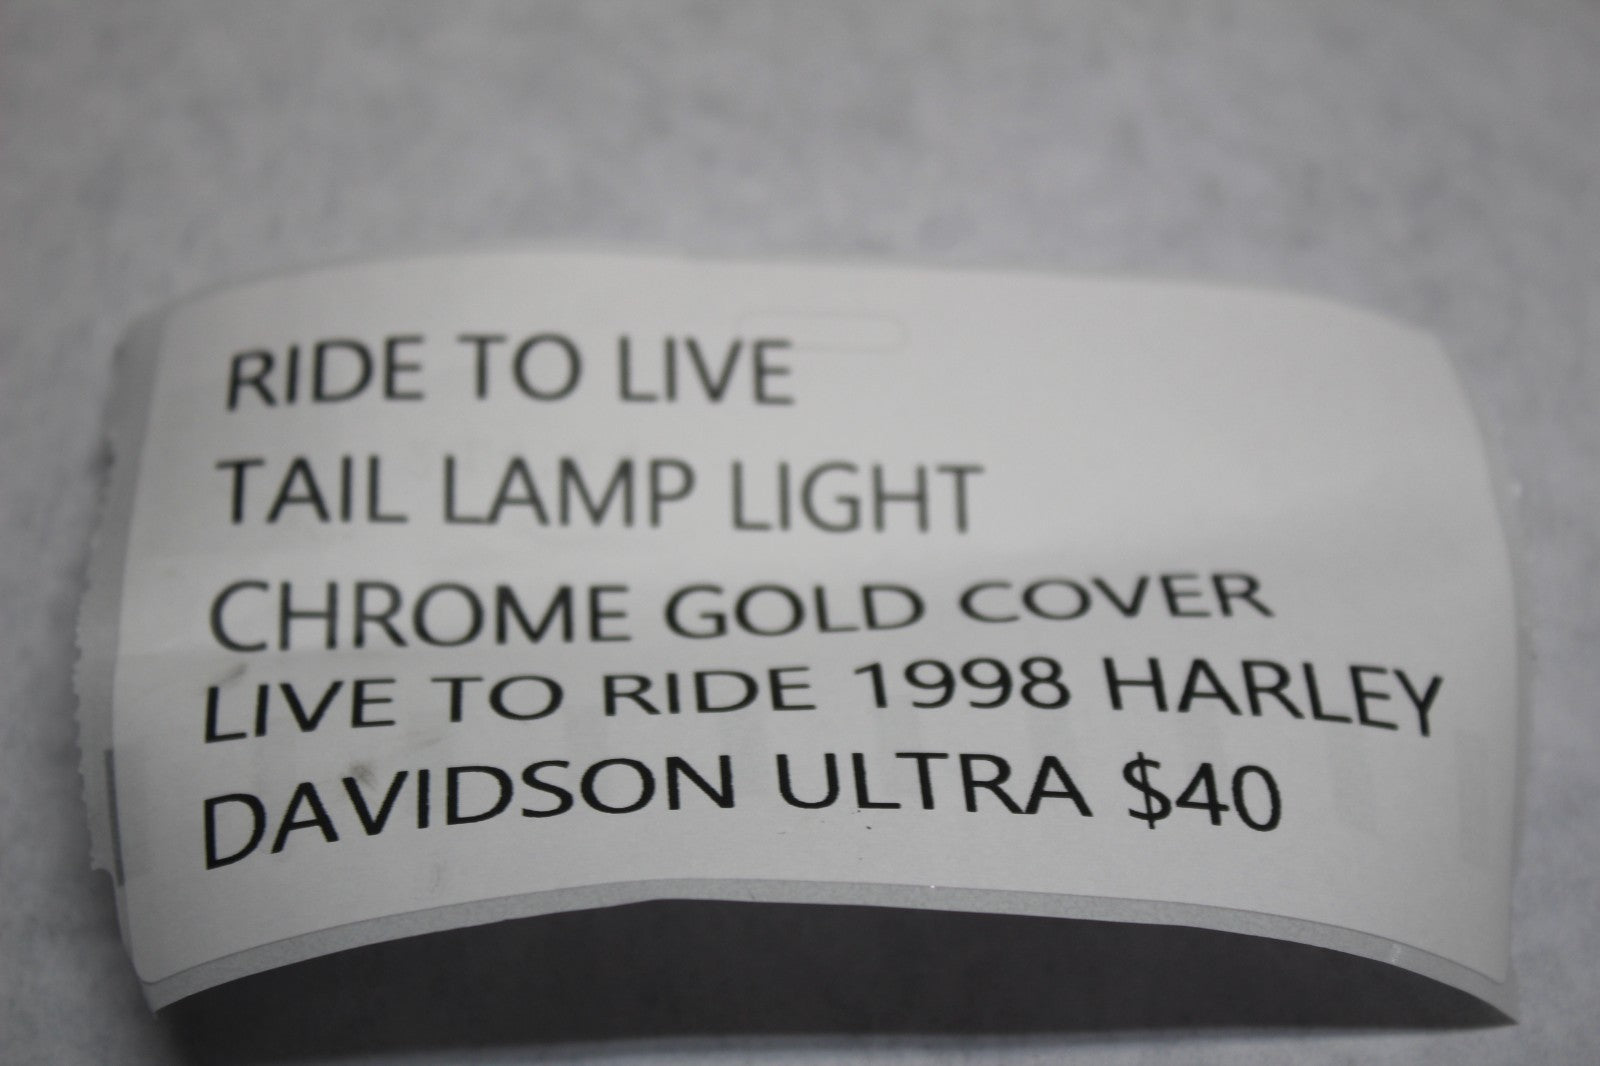 RIDE TO LIVE
TAIL LAMP LIGHT
CHROME GOLD COVER
LIVE TO RIDE 1998 HARLEY
DAVIDSON ULTRA $40